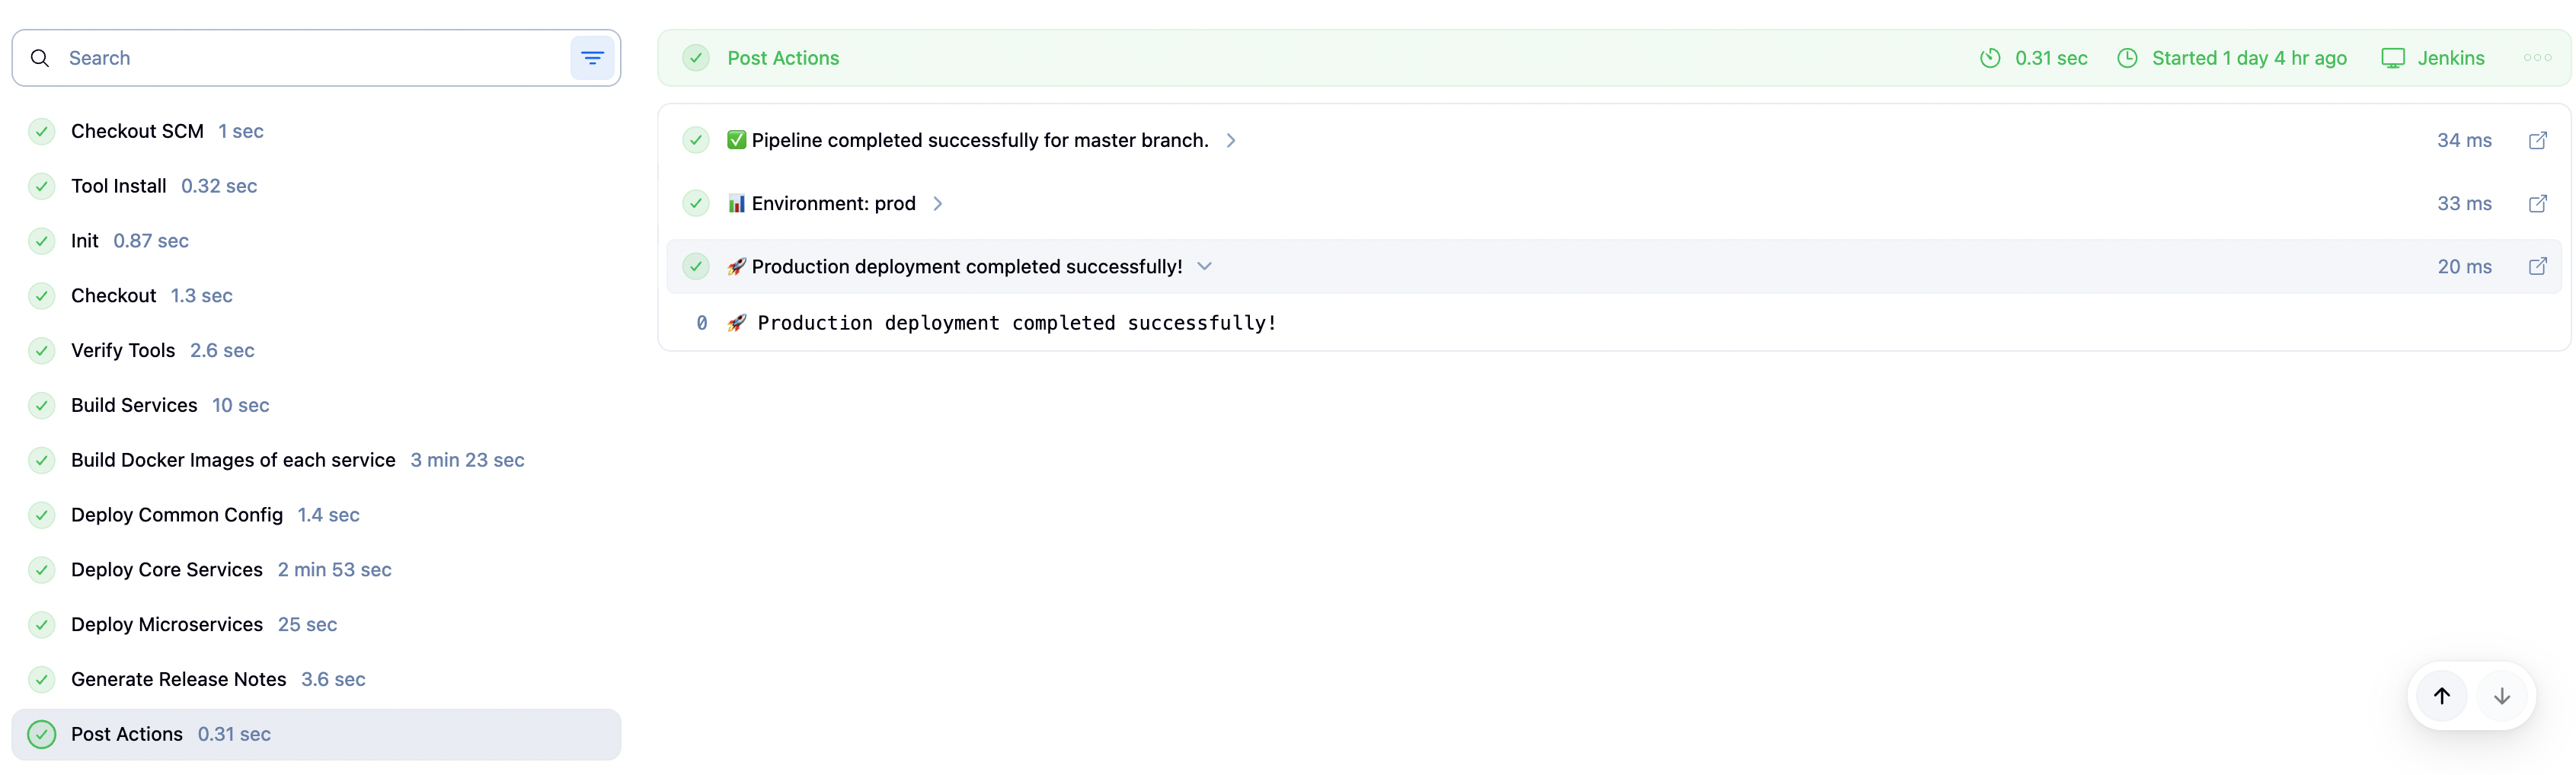 Search
Checkout SCM 1 sec
Tool Install 0.32 sec
Init 0.87 sec
Checkout 1.3 sec
Verify Tools 2.6 sec
Build Services 10 sec
Build Docker Images of each service 3 min 23 sec
Deploy Common Config 1.4 sec
Deploy Core Services 2 min 53 sec
Deploy Microservices 25 sec
Generate Release Notes 3.6 sec
Post Actions 0.31 sec
Post Actions 0.31 sec Started 1 day 4 hr ago Jenkins
✅ Pipeline completed successfully for master branch. 34 ms
📊 Environment: prod 33 ms
🚀 Production deployment completed successfully! 20 ms
0 🚀 Production deployment completed successfully!